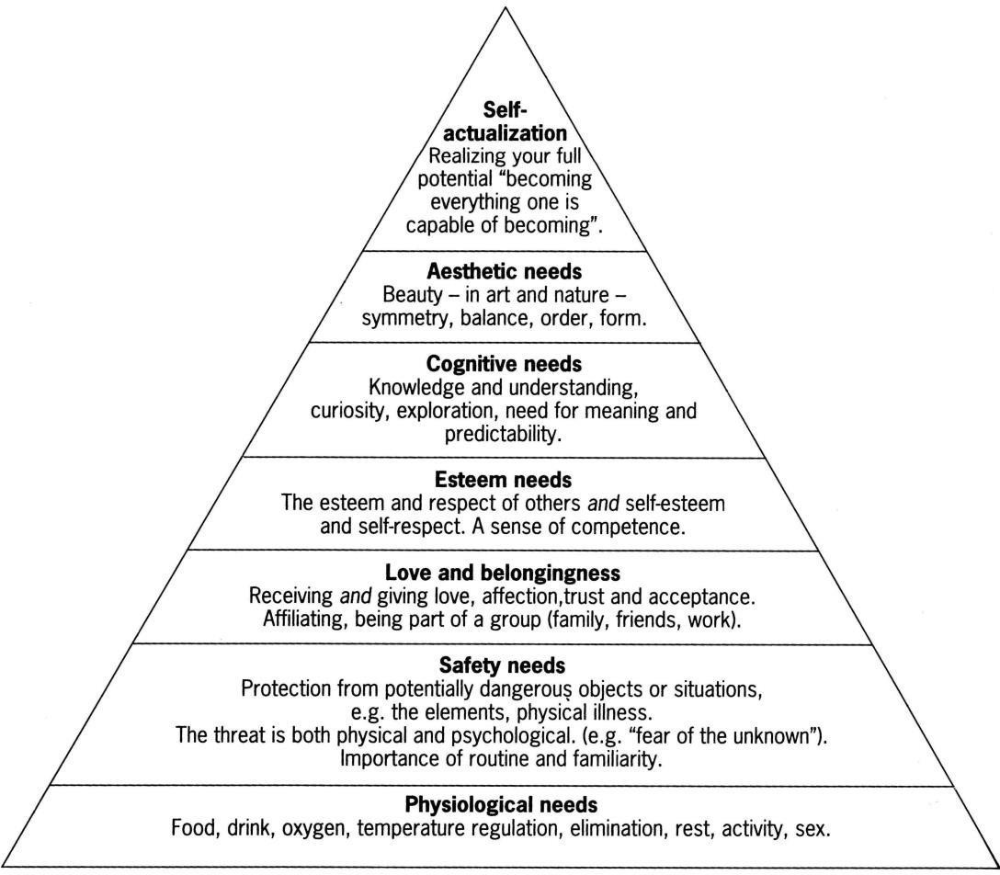 Self-
actualization
Realizing your full
potential “becoming
everything one is
capable of becoming”.
Aesthetic needs
Beauty – in art and nature –
symmetry, balance, order, form.
Cognitive needs
Knowledge and understanding,
curiosity, exploration, need for meaning and
predictability.
Esteem needs
The esteem and respect of others and self-esteem
and self-respect. A sense of competence.
Love and belongingness
Receiving and giving love, affection,trust and acceptance.
Affiliating, being part of a group (family, friends, work).
Safety needs
Protection from potentially dangerous objects or situations,
e.g. the elements, physical illness.
The threat is both physical and psychological. (e.g. “fear of the unknown”).
Importance of routine and familiarity.
Physiological needs
Food, drink, oxygen, temperature regulation, elimination, rest, activity, sex.